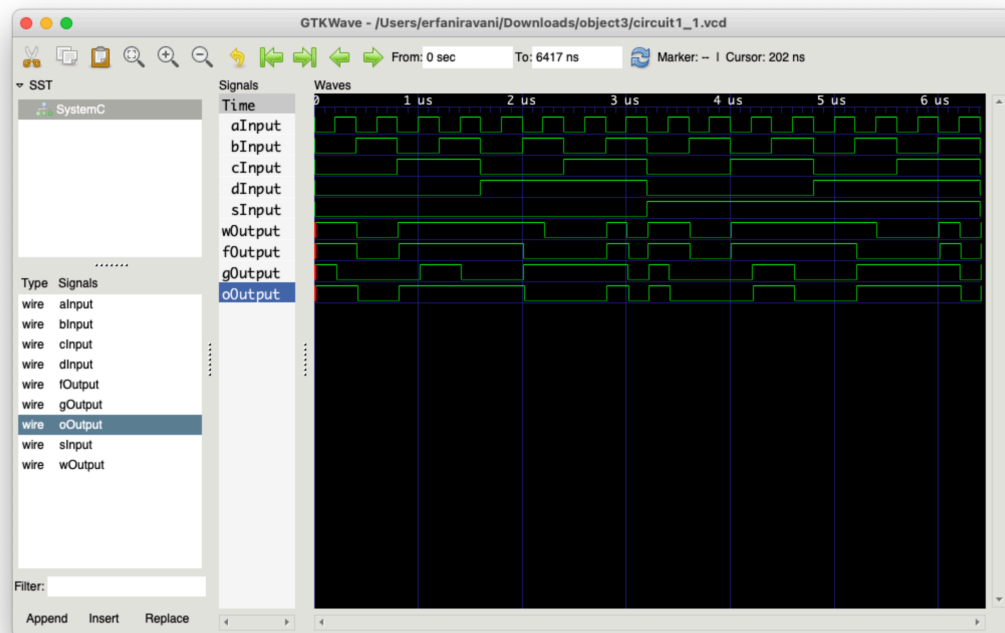 GTKWave - /Users/erfaniravani/Downloads/object3/circuit1_1.vcd
From: 0 sec To: 6417 ns Marker: -- | Cursor: 202 ns
SST
SystemC
Type Signals
wire aInput
wire bInput
wire cInput
wire dInput
wire fOutput
wire gOutput
wire oOutput
wire sInput
wire wOutput
Filter:
Append Insert Replace
Signals
Time
aInput
bInput
cInput
dInput
sInput
wOutput
fOutput
gOutput
oOutput
Waves
0 1 us 2 us 3 us 4 us 5 us 6 us